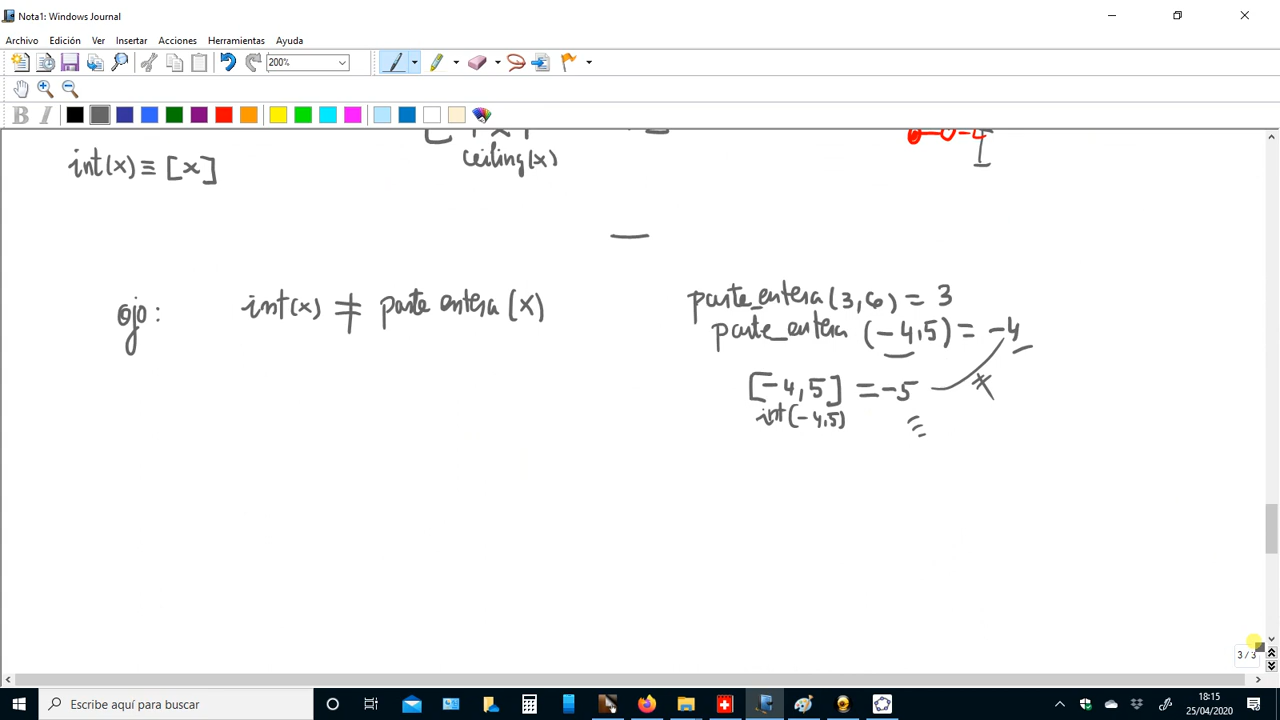 Nota1: Windows Journal
Archivo Edición Ver Insertar Acciones Herramientas Ayuda
200%
B I
ceiling(x)
int(x) ≡ [x]
ojo: int(x) ≠ parte entera (x)
parte_entera (3,6) = 3
parte_entera (-4,5) = -4
[-4,5] = -5 ≠
int(-4,5)
3 / 3
Escribe aquí para buscar
18:15
25/04/2020